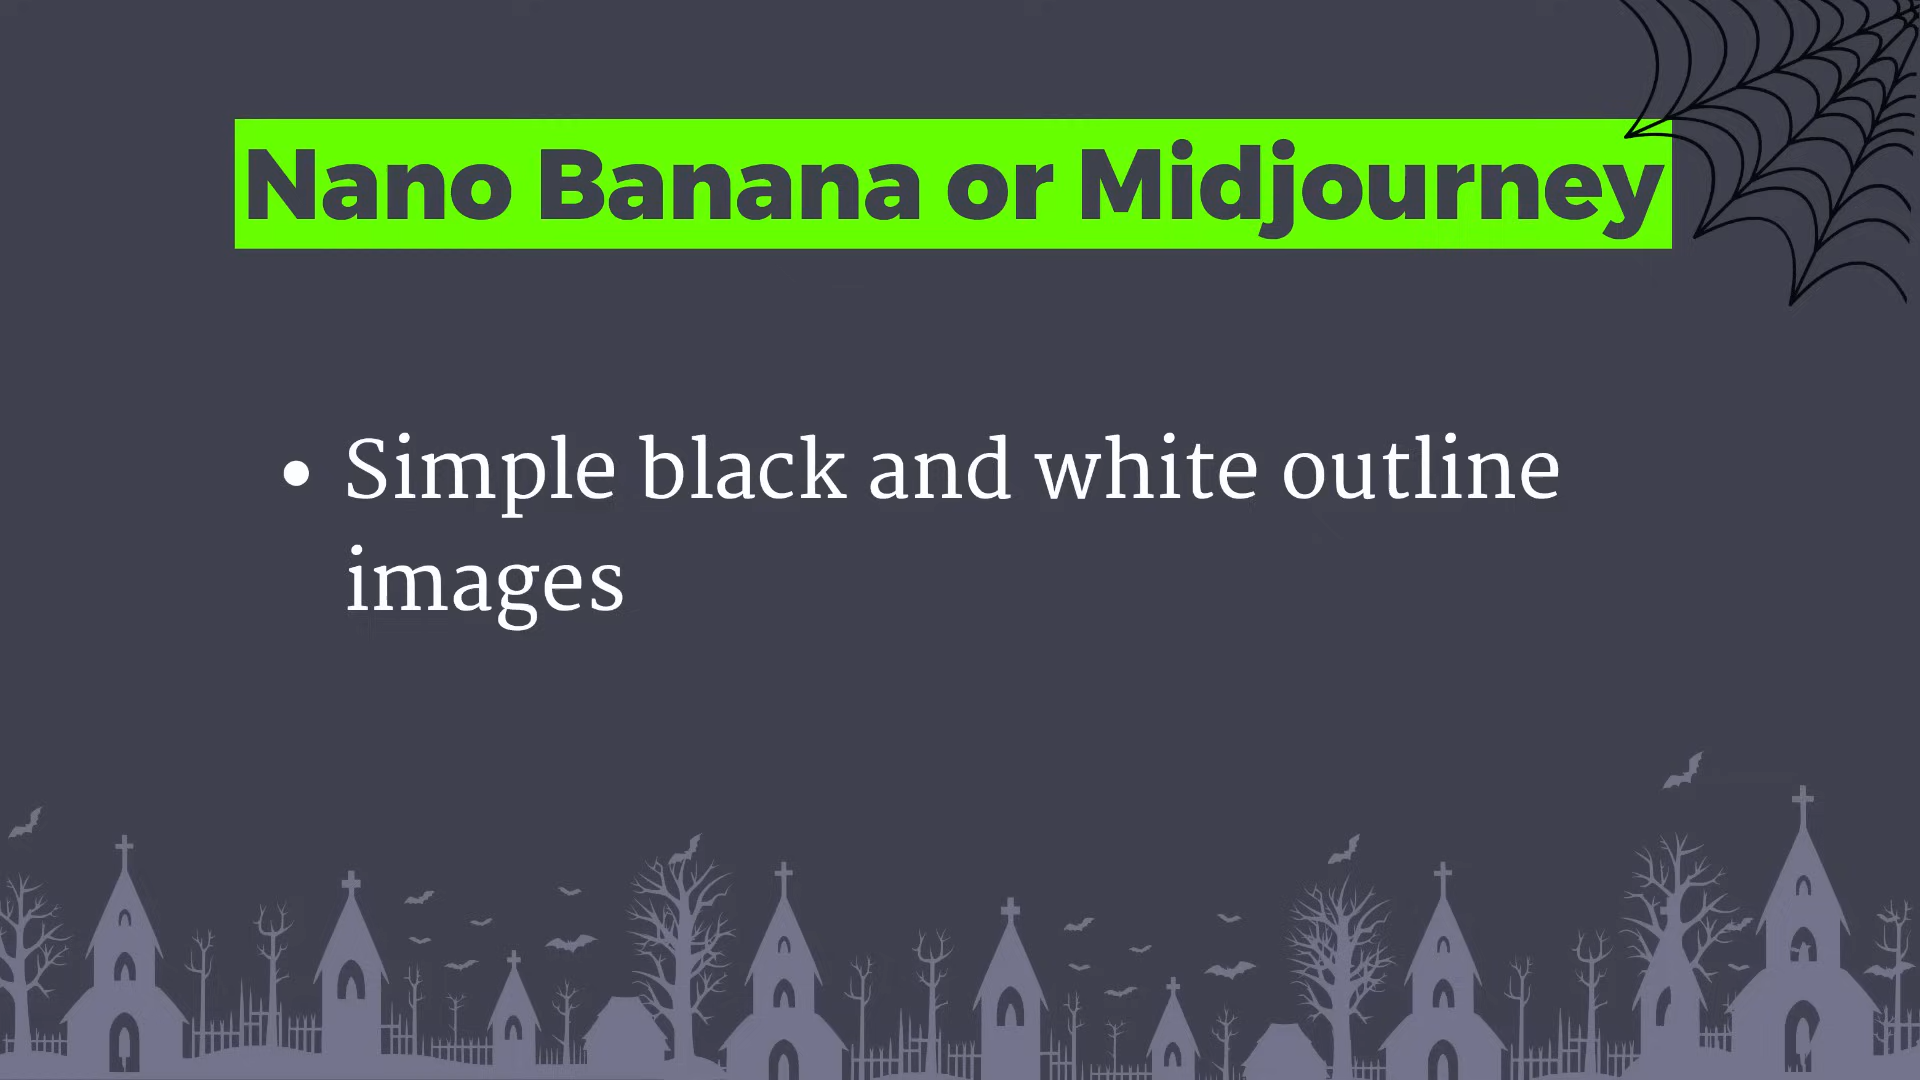 Nano Banana or Midjourney
• Simple black and white outline
images